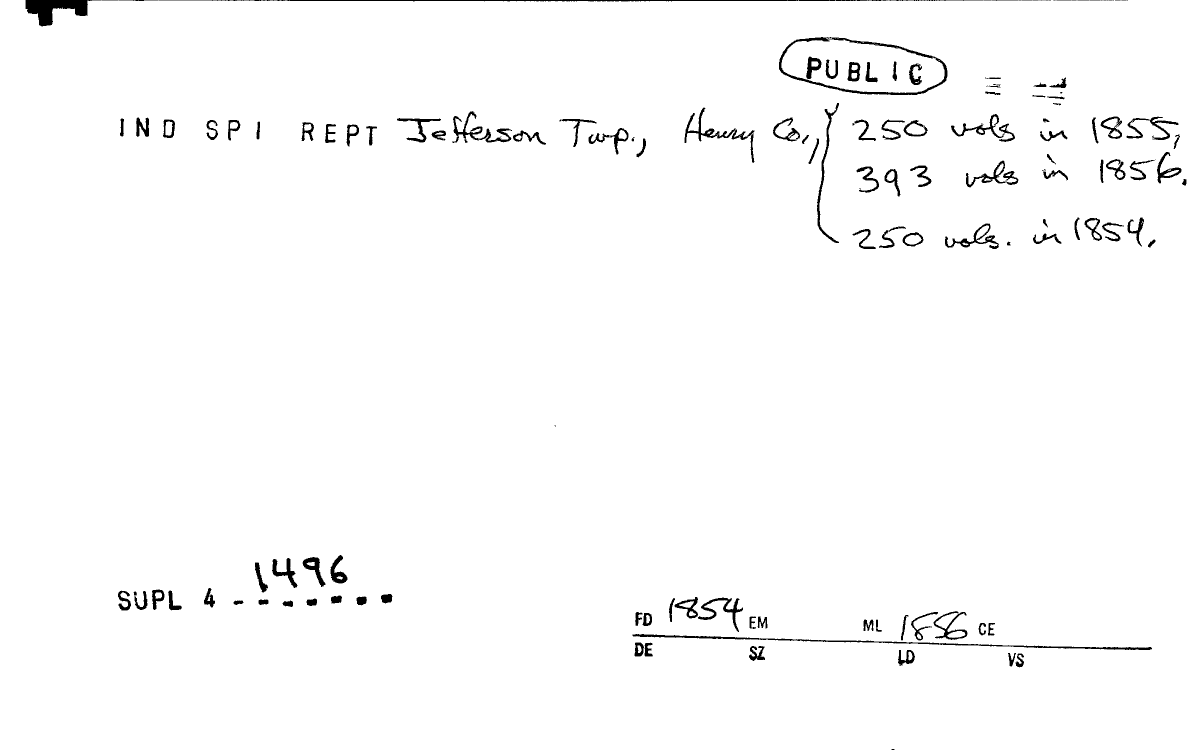 PUBLIC
IND SPI REPT Jefferson Twp., Henry Co., 250 vols in 1855,
393 vols in 1856.
250 vols. in 1854.
1496
SUPL 4 - - - - - - -
FD 1854 EM ML 1856 CE
DE SZ LD VS